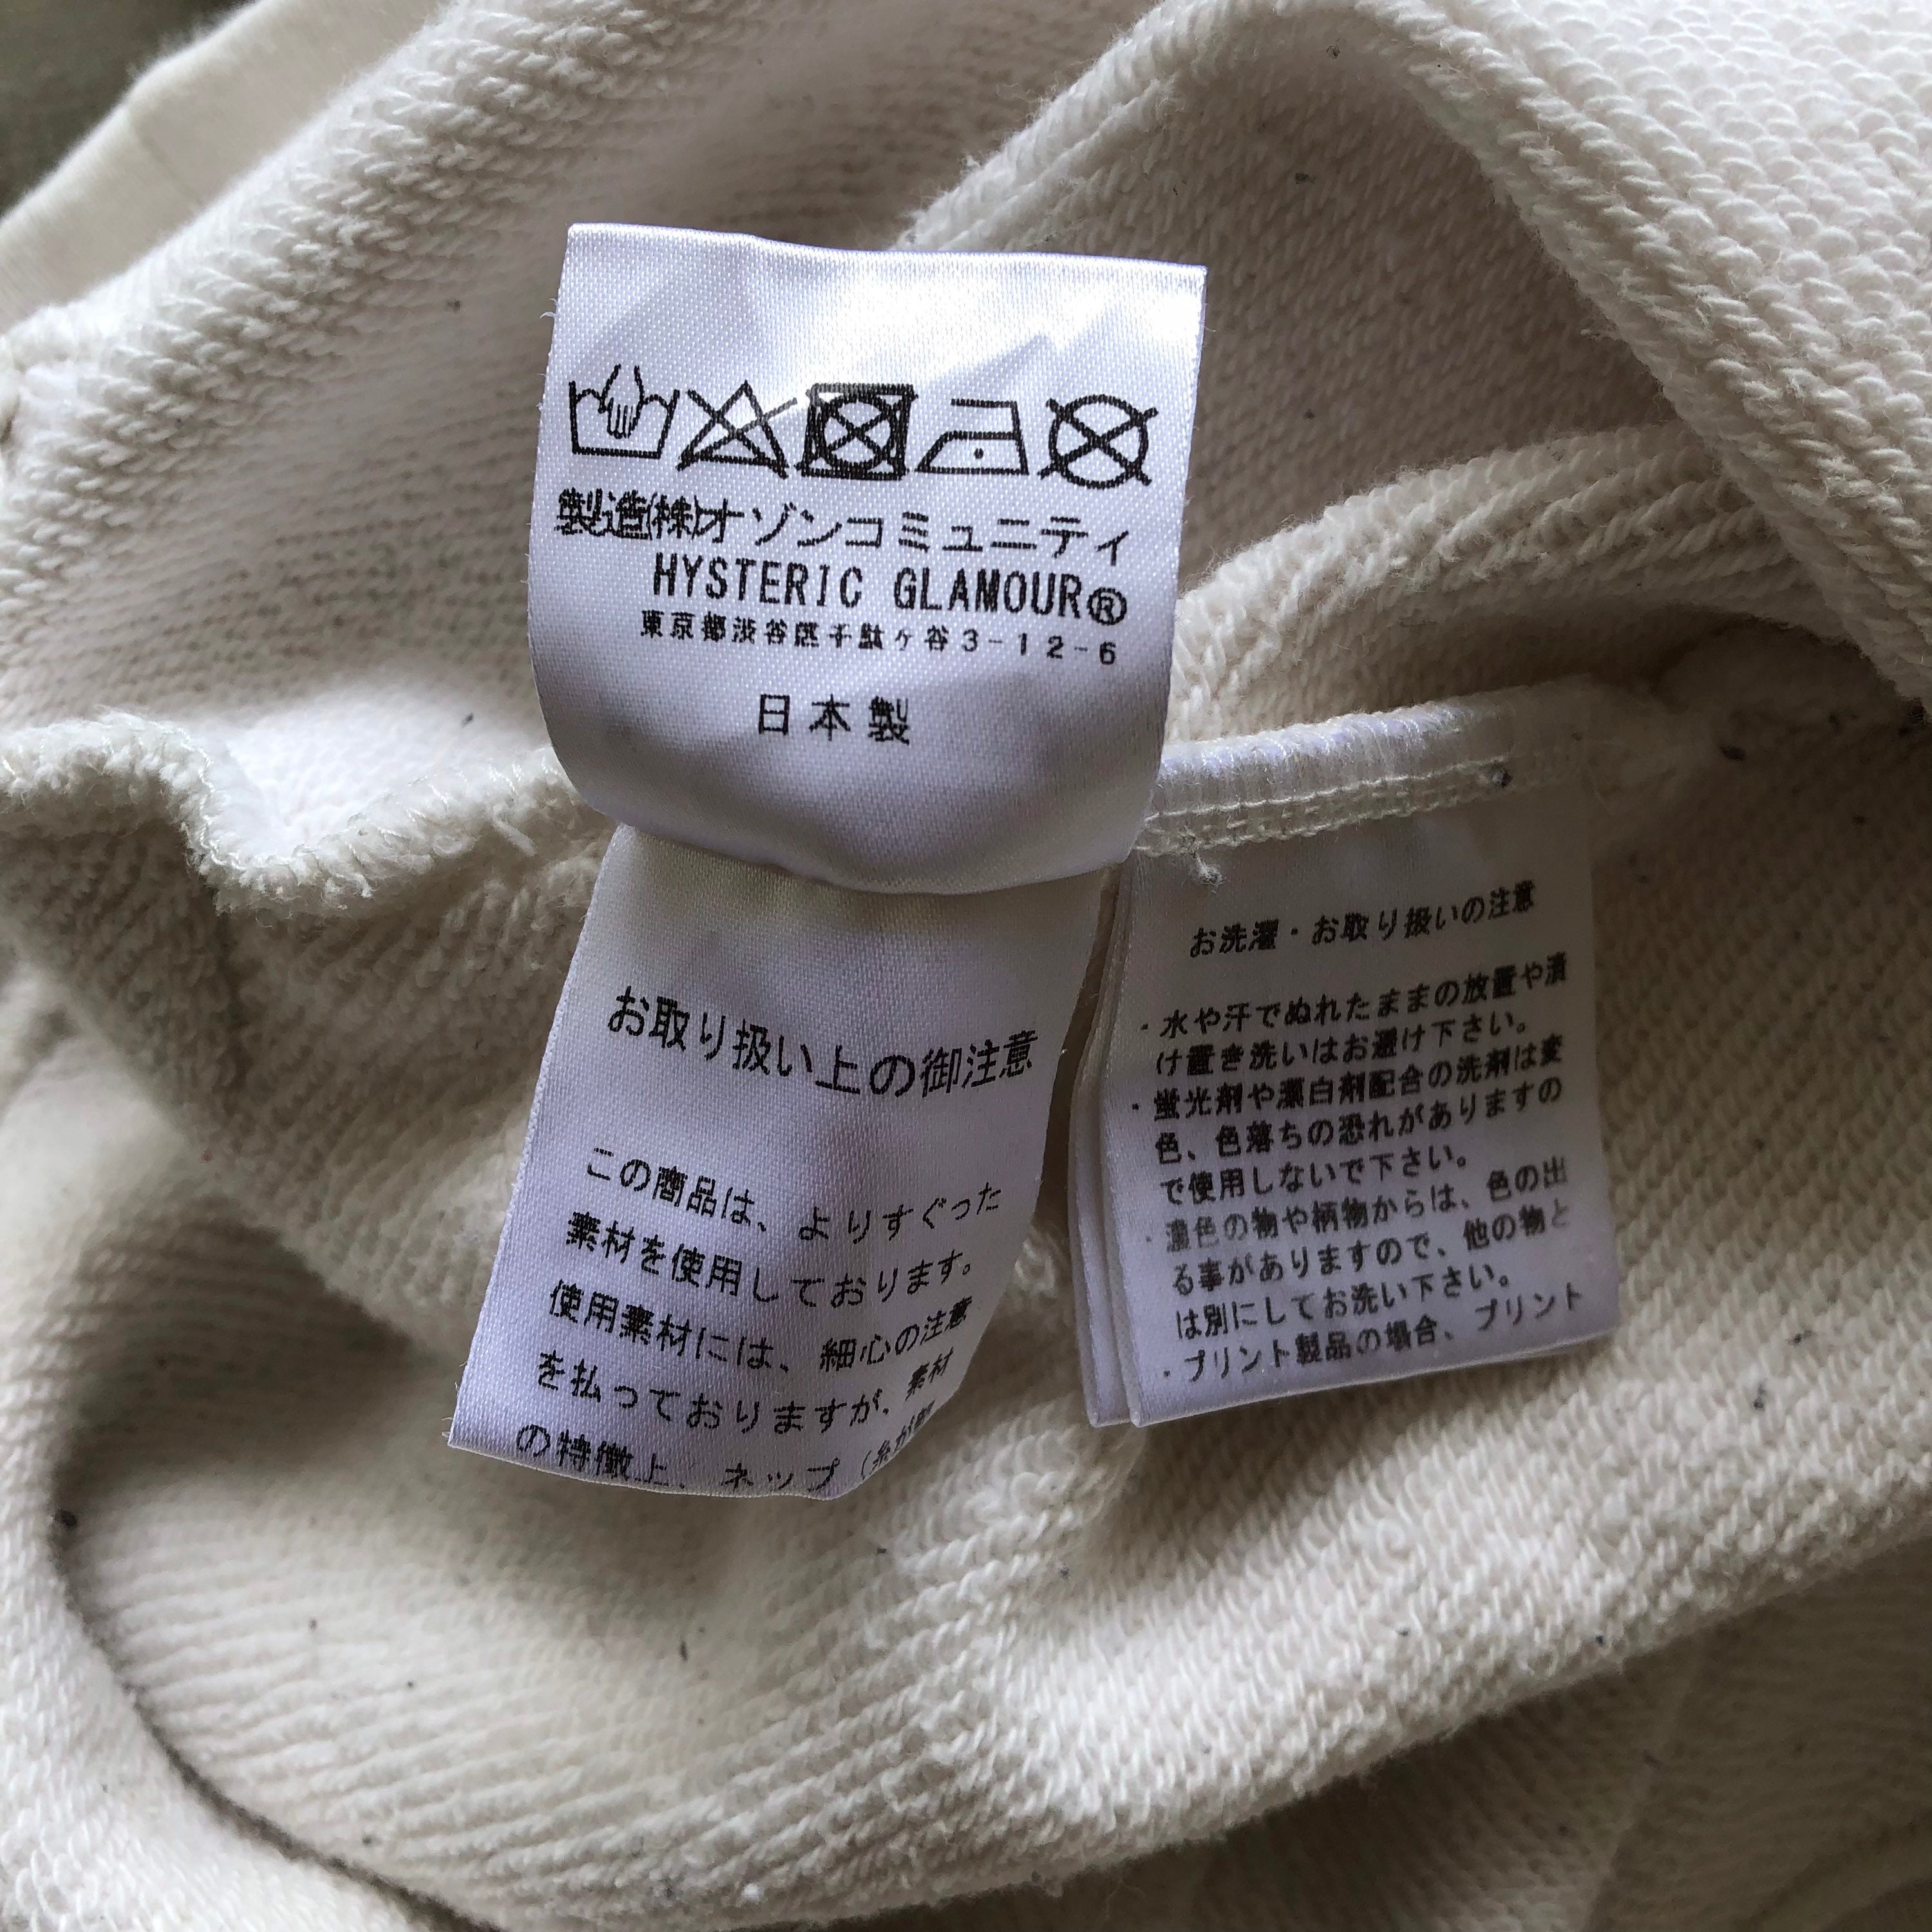 製造(株)オゾンコミュニティ
HYSTERIC GLAMOUR®
東京都渋谷区千駄ヶ谷3-12-6
日本製
お取り扱い上の御注意
この商品は、よりすぐった
素材を使用しております。
使用素材には、細心の注意
を払っておりますが、素材
の特徴上、ネップ(糸が
お洗濯・お取り扱いの注意
・水や汗でぬれたままの放置や漬
け置き洗いはお避け下さい。
・蛍光剤や漂白剤配合の洗剤は変
色、色落ちの恐れがありますの
で使用しないで下さい。
・濃色の物や柄物からは、色の出
る事がありますので、他の物と
は別にしてお洗い下さい。
・プリント製品の場合、プリント